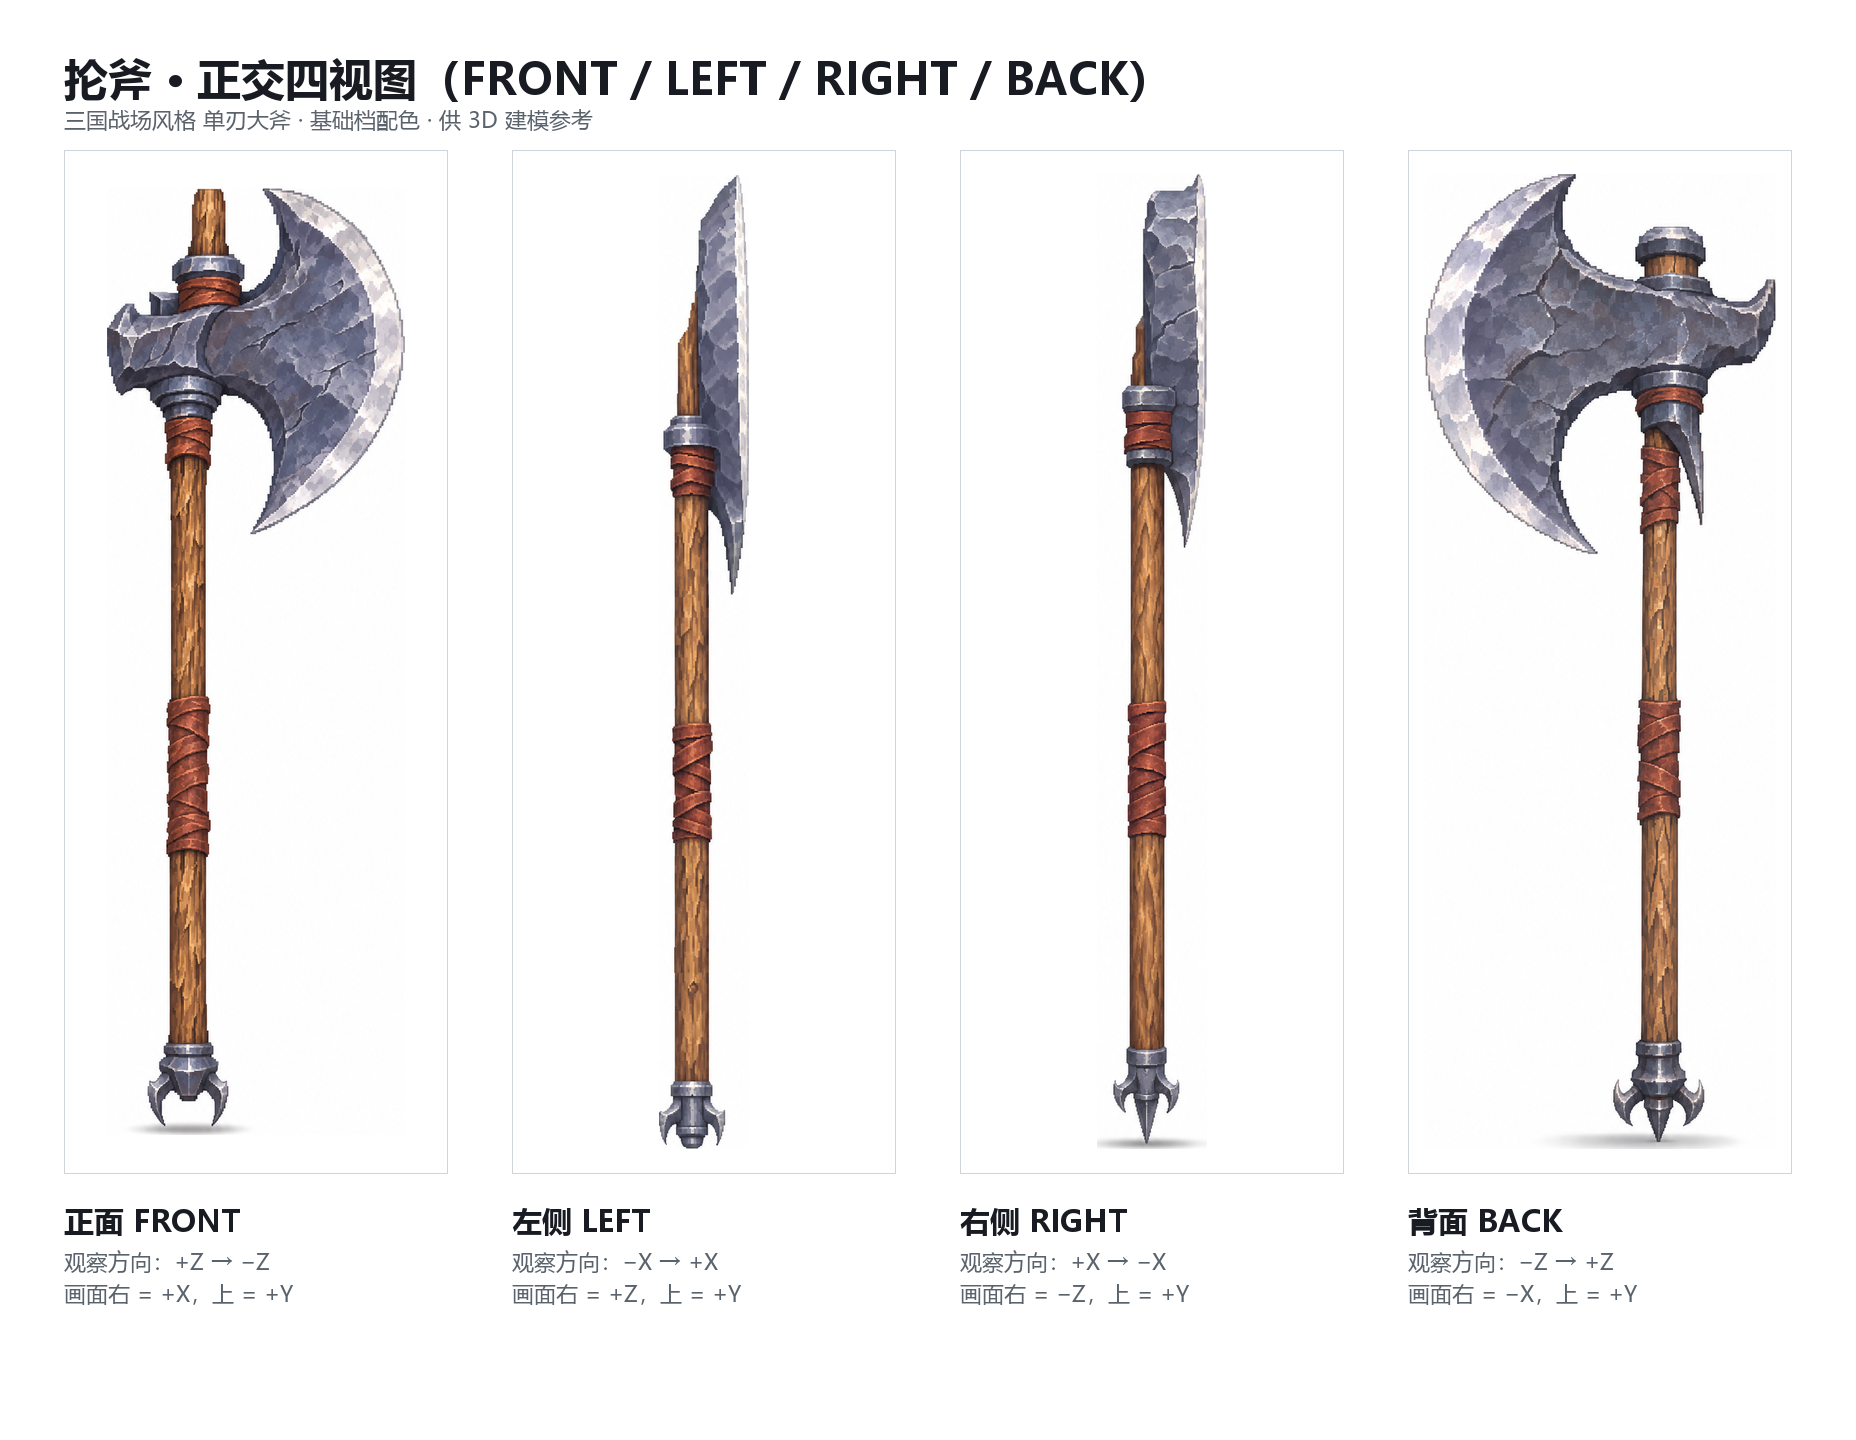 抡斧 • 正交四视图（FRONT / LEFT / RIGHT / BACK）
三国战场风格 单刃大斧 · 基础档配色 · 供 3D 建模参考
正面 FRONT
观察方向：+Z → −Z
画面右 = +X，上 = +Y
左侧 LEFT
观察方向：−X → +X
画面右 = +Z，上 = +Y
右侧 RIGHT
观察方向：+X → −X
画面右 = −Z，上 = +Y
背面 BACK
观察方向：−Z → +Z
画面右 = −X，上 = +Y